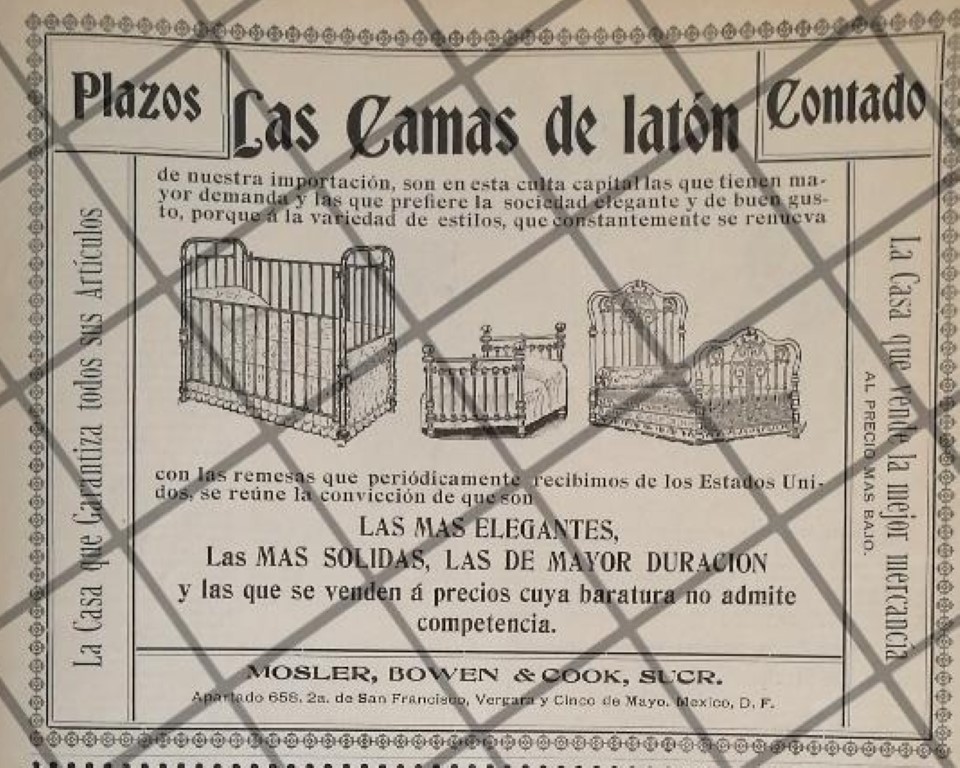 Plazos
Las Camas de latón
Contado
de nuestra importación, son en esta culta capital las que tienen ma-
yor demanda y las que prefiere la sociedad elegante y de buen gus-
to, porque á la variedad de estilos, que constantemente se renueva
La Casa que Garantiza todos sus Artículos
La Casa que vende la mejor mercancía
AL PRECIO MAS BAJO.
con las remesas que periódicamente recibimos de los Estados Uni-
dos, se reúne la convicción de que son
LAS MAS ELEGANTES,
Las MAS SOLIDAS, LAS DE MAYOR DURACION
y las que se venden á precios cuya baratura no admite
competencia.
MOSLER, BOWEN & COOK, SUCR.
Apartado 658. 2a. de San Francisco, Vergara y Cinco de Mayo. Mexico, D. F.